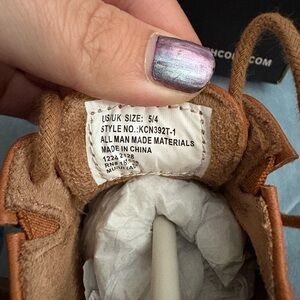 US/UK SIZE: 5/4
STYLE NO.:KCN392T-1
ALL MAN MADE MATERIALS
MADE IN CHINA